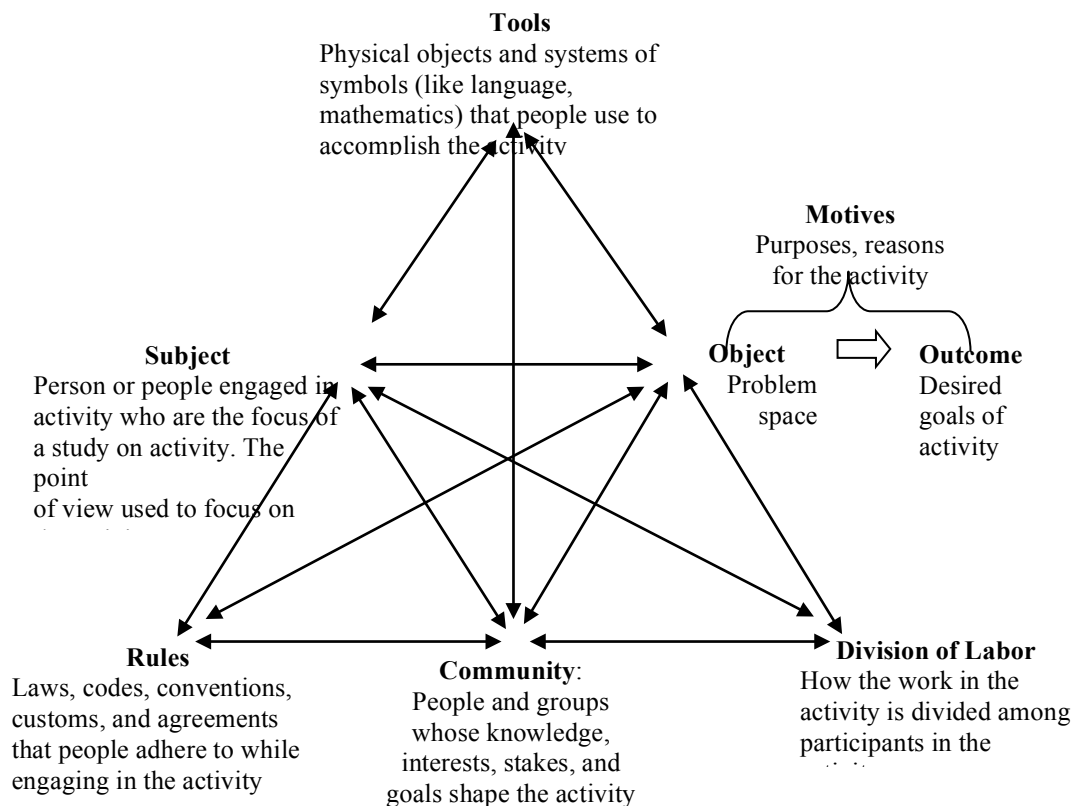 Tools
Physical objects and systems of
symbols (like language,
mathematics) that people use to
accomplish the activity
Motives
Purposes, reasons
for the activity
Subject
Person or people engaged in
activity who are the focus of
a study on activity. The
point
of view used to focus on
Object
Problem
space
Outcome
Desired
goals of
activity
Rules
Laws, codes, conventions,
customs, and agreements
that people adhere to while
engaging in the activity
Community:
People and groups
whose knowledge,
interests, stakes, and
goals shape the activity
Division of Labor
How the work in the
activity is divided among
participants in the